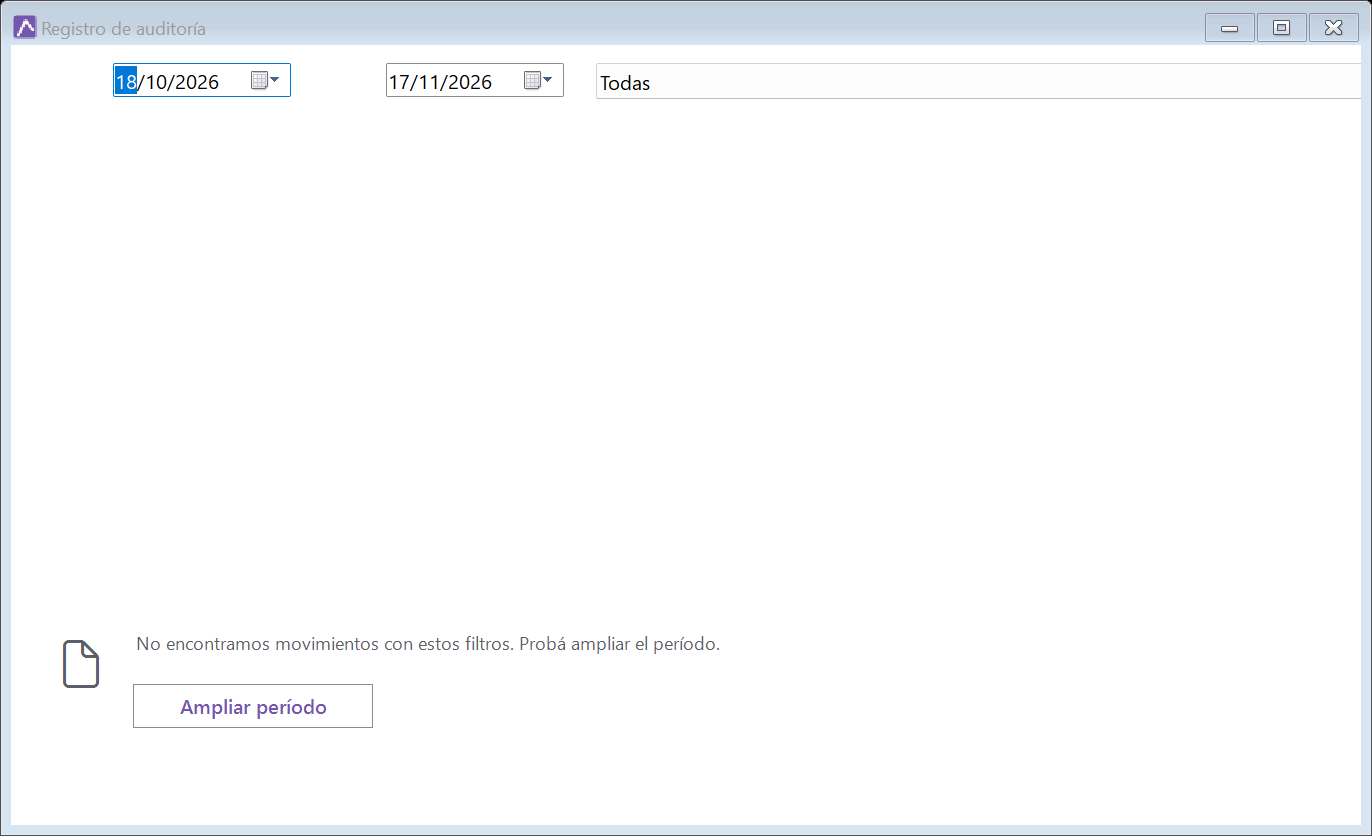 Registro de auditoría
18/10/2026
17/11/2026
Todas
No encontramos movimientos con estos filtros. Probá ampliar el período.
Ampliar período